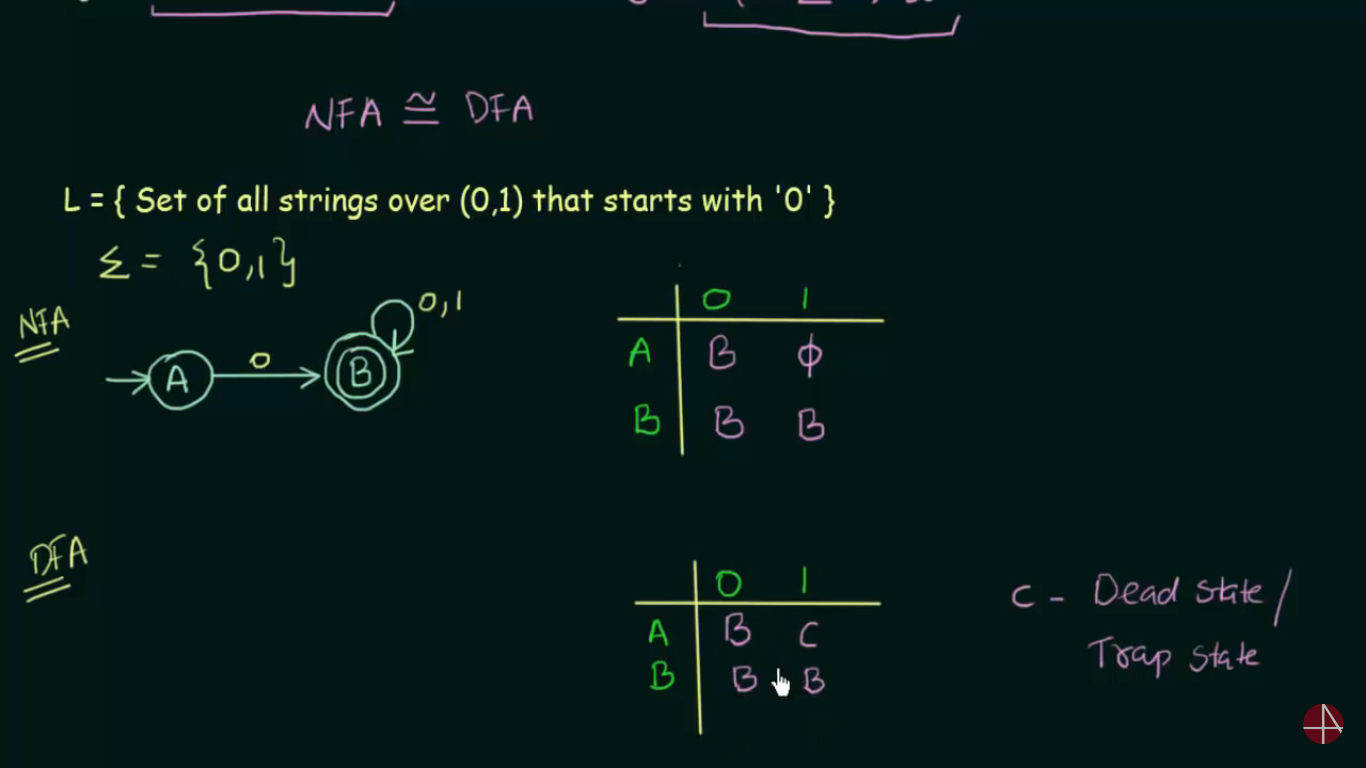 NFA ≅ DFA
L = { Set of all strings over (0,1) that starts with '0' }
Σ = {0,1}
NFA
0,1
A 0 B
0 1
A B ϕ
B B B
DFA
0 1
A B C
B B B
C - Dead state /
Trap state